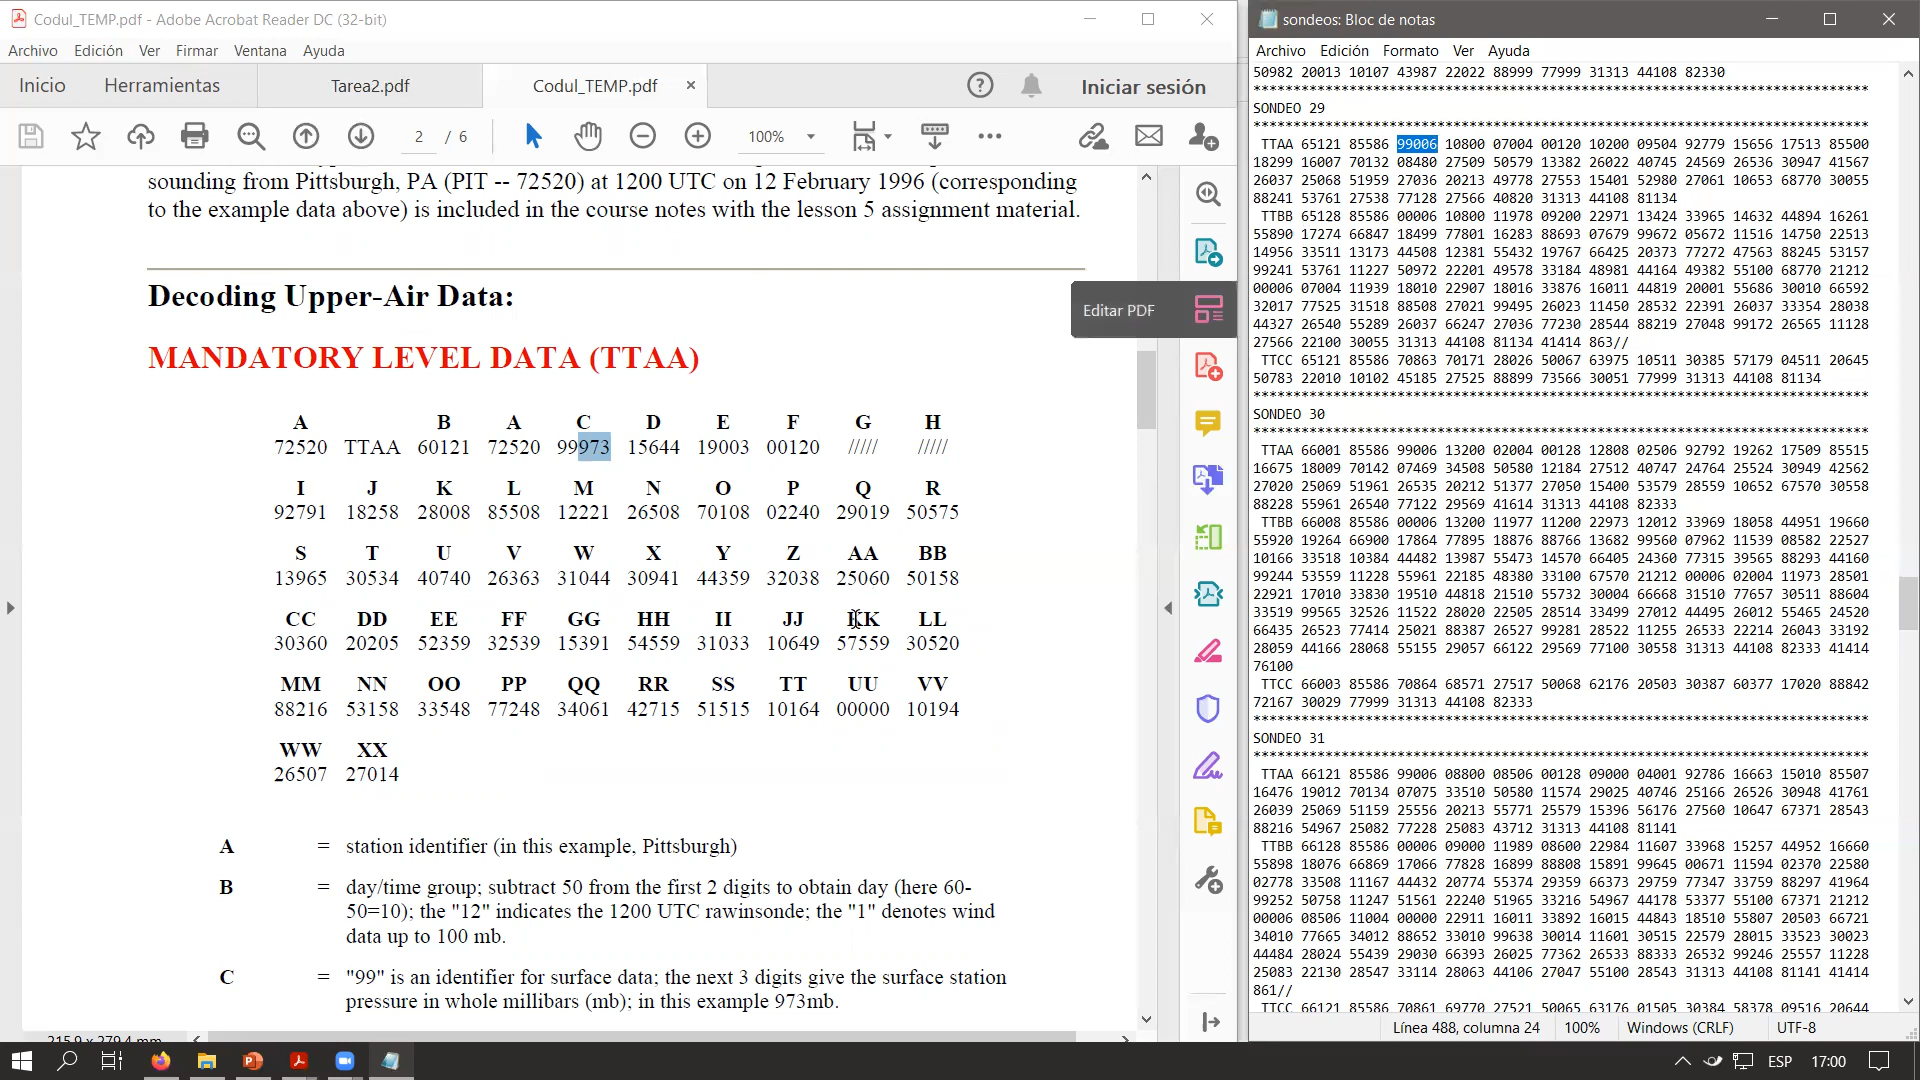 Codul_TEMP.pdf - Adobe Acrobat Reader DC (32-bit)
Archivo Edición Ver Firmar Ventana Ayuda
Inicio Herramientas Tarea2.pdf Codul_TEMP.pdf × Iniciar sesión
2 / 6 100%
sounding from Pittsburgh, PA (PIT -- 72520) at 1200 UTC on 12 February 1996 (corresponding
to the example data above) is included in the course notes with the lesson 5 assignment material.
Decoding Upper-Air Data:
Editar PDF
MANDATORY LEVEL DATA (TTAA)
A B A C D E F G H
72520 TTAA 60121 72520 99973 15644 19003 00120 ///// /////
I J K L M N O P Q R
92791 18258 28008 85508 12221 26508 70108 02240 29019 50575
S T U V W X Y Z AA BB
13965 30534 40740 26363 31044 30941 44359 32038 25060 50158
CC DD EE FF GG HH II JJ KK LL
30360 20205 52359 32539 15391 54559 31033 10649 57559 30520
MM NN OO PP QQ RR SS TT UU VV
88216 53158 33548 77248 34061 42715 51515 10164 00000 10194
WW XX
26507 27014
A = station identifier (in this example, Pittsburgh)
B = day/time group; subtract 50 from the first 2 digits to obtain day (here 60-
50=10); the "12" indicates the 1200 UTC rawinsonde; the "1" denotes wind
data up to 100 mb.
C = "99" is an identifier for surface data; the next 3 digits give the surface station
pressure in whole millibars (mb); in this example 973mb.
sondeos: Bloc de notas
Archivo Edición Formato Ver Ayuda
50982 20013 10107 43987 22022 88999 77999 31313 44108 82330
****************************************************************************
SONDEO 29
****************************************************************************
TTAA 65121 85586 99006 10800 07004 00120 10200 09504 92779 15656 17513 85500
18299 16007 70132 08480 27509 50579 13382 26022 40745 24569 26536 30947 41567
26037 25068 51959 27036 20213 49778 27553 15401 52980 27061 10653 68770 30055
88241 53761 27538 77128 27566 40820 31313 44108 81134
TTBB 65128 85586 00006 10800 11978 09200 22971 13424 33965 14632 44894 16261
55890 17274 66847 18499 77801 16283 88693 07679 99672 05672 11516 14750 22513
14956 33511 13173 44508 12381 55432 19767 66425 20373 77272 47563 88245 53157
99241 53761 11227 50972 22201 49578 33184 48981 44164 49382 55100 68770 21212
00006 07004 11939 18010 22907 18016 33876 16011 44819 20001 55686 30010 66592
32017 77525 31518 88508 27021 99495 26023 11450 28532 22391 26037 33354 28038
44327 26540 55289 26037 66247 27036 77230 28544 88219 27048 99172 26565 11128
27566 22100 30055 31313 44108 81134 41414 863//
TTCC 65121 85586 70863 70171 28026 50067 63975 10511 30385 57179 04511 20645
50783 22010 10102 45185 27525 88899 73566 30051 77999 31313 44108 81134
****************************************************************************
SONDEO 30
****************************************************************************
TTAA 66001 85586 99006 13200 02004 00128 12808 02506 92792 19262 17509 85515
16675 18009 70142 07469 34508 50580 12184 27512 40747 24764 25524 30949 42562
27020 25069 51961 26535 20212 51377 27050 15400 53579 28559 10652 67570 30558
88228 55961 26540 77122 29569 41614 31313 44108 82333
TTBB 66008 85586 00006 13200 11977 11200 22973 12012 33969 18058 44951 19660
55920 19264 66900 17864 77895 18876 88766 13682 99560 07962 11539 08582 22527
10166 33518 10384 44482 13987 55473 14570 66405 24360 77315 39565 88293 44160
99244 53559 11228 55961 22185 48380 33100 67570 21212 00006 02004 11973 28501
22921 17010 33830 19510 44818 21510 55732 30004 66668 31510 77657 30511 88604
33519 99565 32526 11522 28020 22505 28514 33499 27012 44495 26012 55465 24520
66435 26523 77414 25021 88387 26527 99281 28522 11255 26533 22214 26043 33192
28059 44166 28068 55155 29057 66122 29569 77100 30558 31313 44108 82333 41414
76100
TTCC 66003 85586 70864 68571 27517 50068 62176 20503 30387 60377 17020 88842
72167 30029 77999 31313 44108 82333
****************************************************************************
SONDEO 31
****************************************************************************
TTAA 66121 85586 99006 08800 08506 00128 09000 04001 92786 16663 15010 85507
16476 19012 70134 07075 33510 50580 11574 29025 40746 25166 26526 30948 41761
26039 25069 51159 25556 20213 55771 25579 15396 56176 27560 10647 67371 28543
88216 54967 25082 77228 25083 43712 31313 44108 81141
TTBB 66128 85586 00006 09000 11989 08600 22984 11607 33968 15257 44952 16660
55898 18076 66869 17066 77828 16899 88808 15891 99645 00671 11594 02370 22580
02778 33508 11167 44432 20774 55374 29359 66373 29759 77347 33759 88297 41964
99252 50758 11247 51561 22240 51965 33216 54967 44178 53377 55100 67371 21212
00006 08506 11004 00000 22911 16011 33892 16015 44843 18510 55807 20503 66721
34010 77665 34012 88652 33010 99638 30014 11601 30515 22579 28015 33523 30023
44484 28024 55439 29030 66393 26025 77362 26533 88333 26532 99246 25557 11228
25083 22130 28547 33114 28063 44106 27047 55100 28543 31313 44108 81141 41414
861//
TTCC 66121 85586 70861 69770 27521 50065 63176 01505 30384 58378 09516 20644
Línea 488, columna 24 100% Windows (CRLF) UTF-8
ESP 17:00